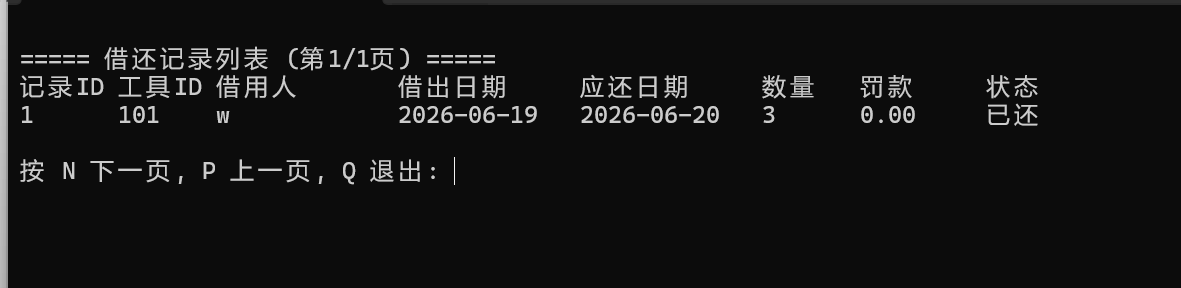 ===== 借还记录列表 (第1/1页) =====
记录ID 工具ID 借用人 借出日期 应还日期 数量 罚款 状态
1 101 w 2026-06-19 2026-06-20 3 0.00 已还
按 N 下一页, P 上一页, Q 退出: